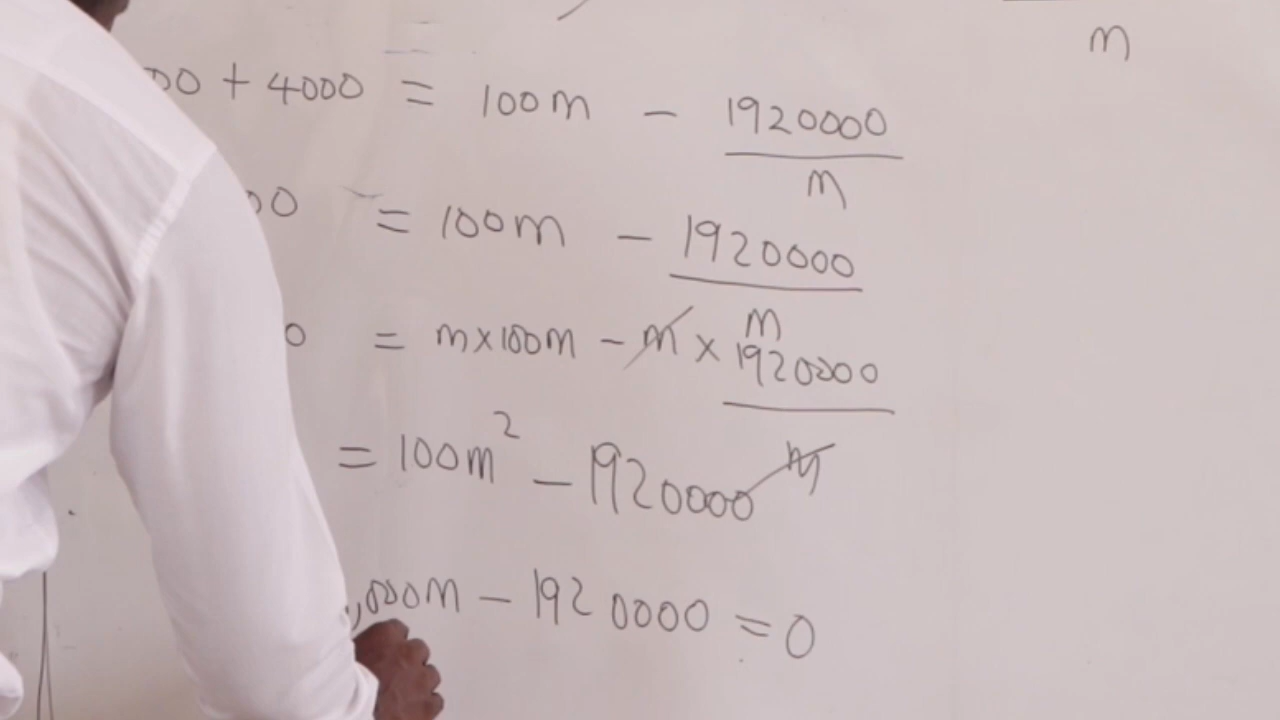 m
00 + 4000 = 100m - 1920000
m
00 = 100m - 1920000
m
0 = m×100m - m × 1920000
m
= 100m² - 1920000
,000m - 1920000 = 0